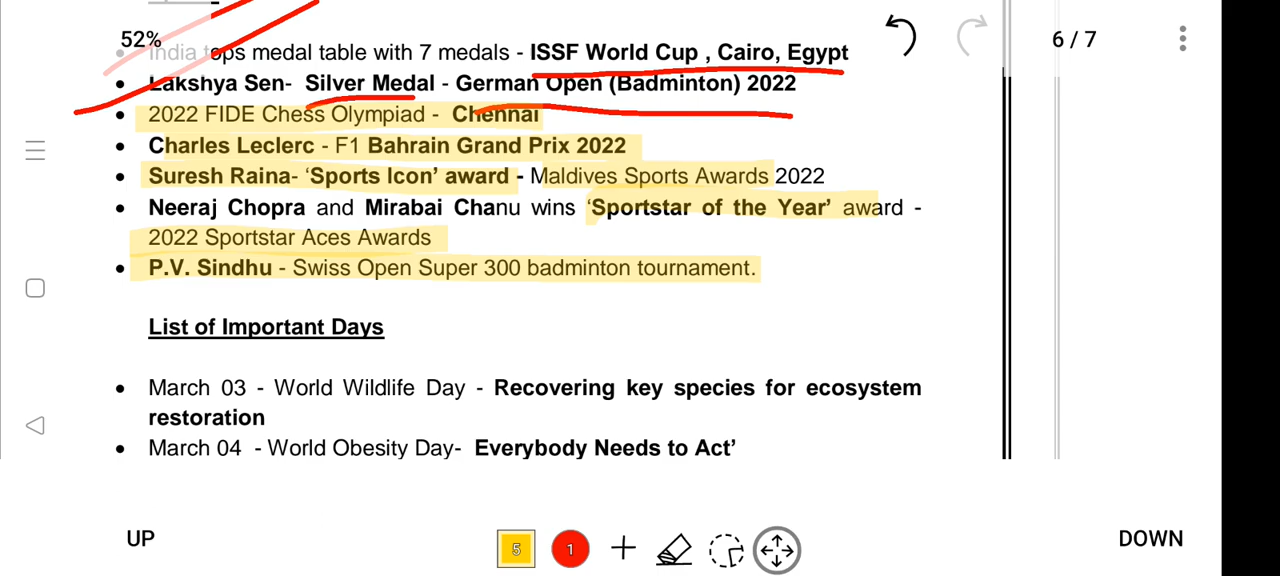 52%
6 / 7
India tops medal table with 7 medals - ISSF World Cup , Cairo, Egypt
Lakshya Sen- Silver Medal - German Open (Badminton) 2022
2022 FIDE Chess Olympiad - Chennai
Charles Leclerc - F1 Bahrain Grand Prix 2022
Suresh Raina- ‘Sports Icon’ award - Maldives Sports Awards 2022
Neeraj Chopra and Mirabai Chanu wins ‘Sportstar of the Year’ award -
2022 Sportstar Aces Awards
P.V. Sindhu - Swiss Open Super 300 badminton tournament.
List of Important Days
March 03 - World Wildlife Day - Recovering key species for ecosystem
restoration
March 04 - World Obesity Day- Everybody Needs to Act’
UP
5
1
DOWN